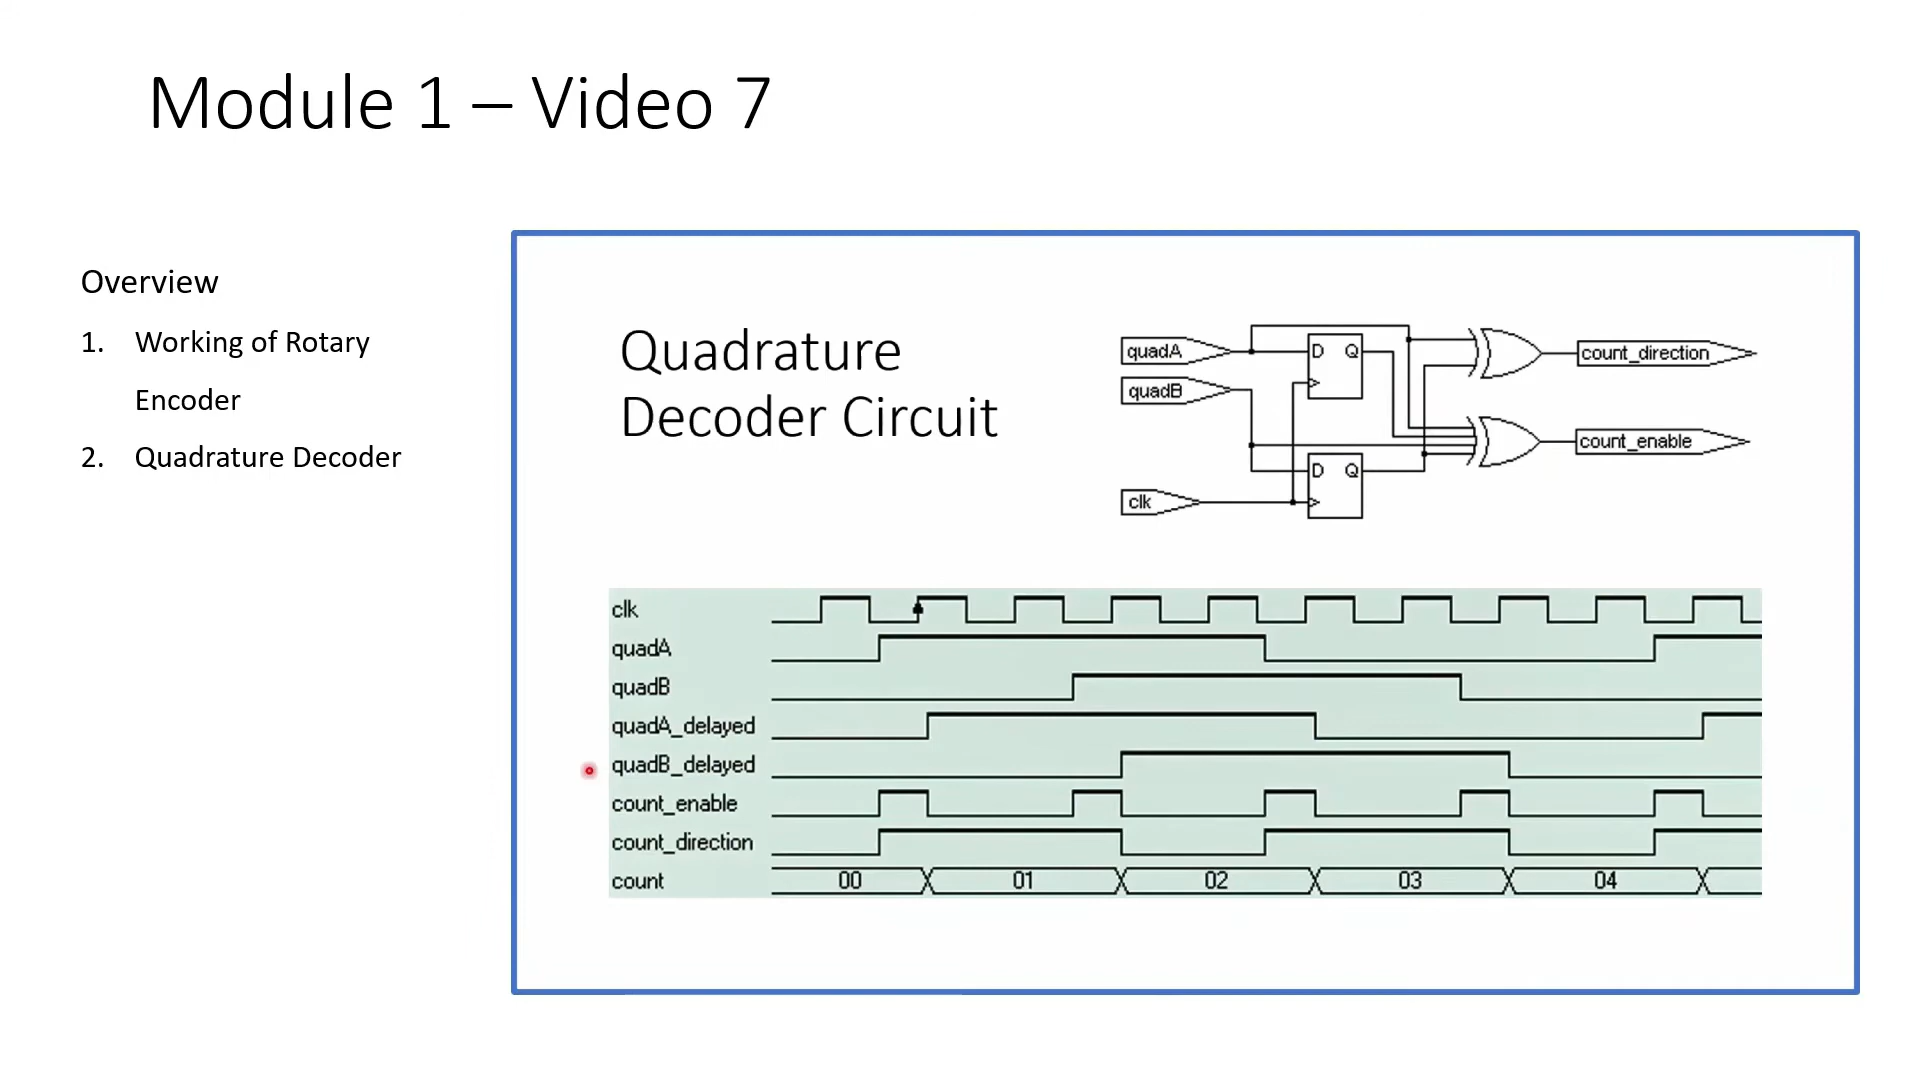 Module 1 – Video 7
Overview
1. Working of Rotary
Encoder
2. Quadrature Decoder
Quadrature
Decoder Circuit
quadA
quadB
clk
D Q
D Q
count_direction
count_enable
clk
quadA
quadB
quadA_delayed
quadB_delayed
count_enable
count_direction
count 00 01 02 03 04